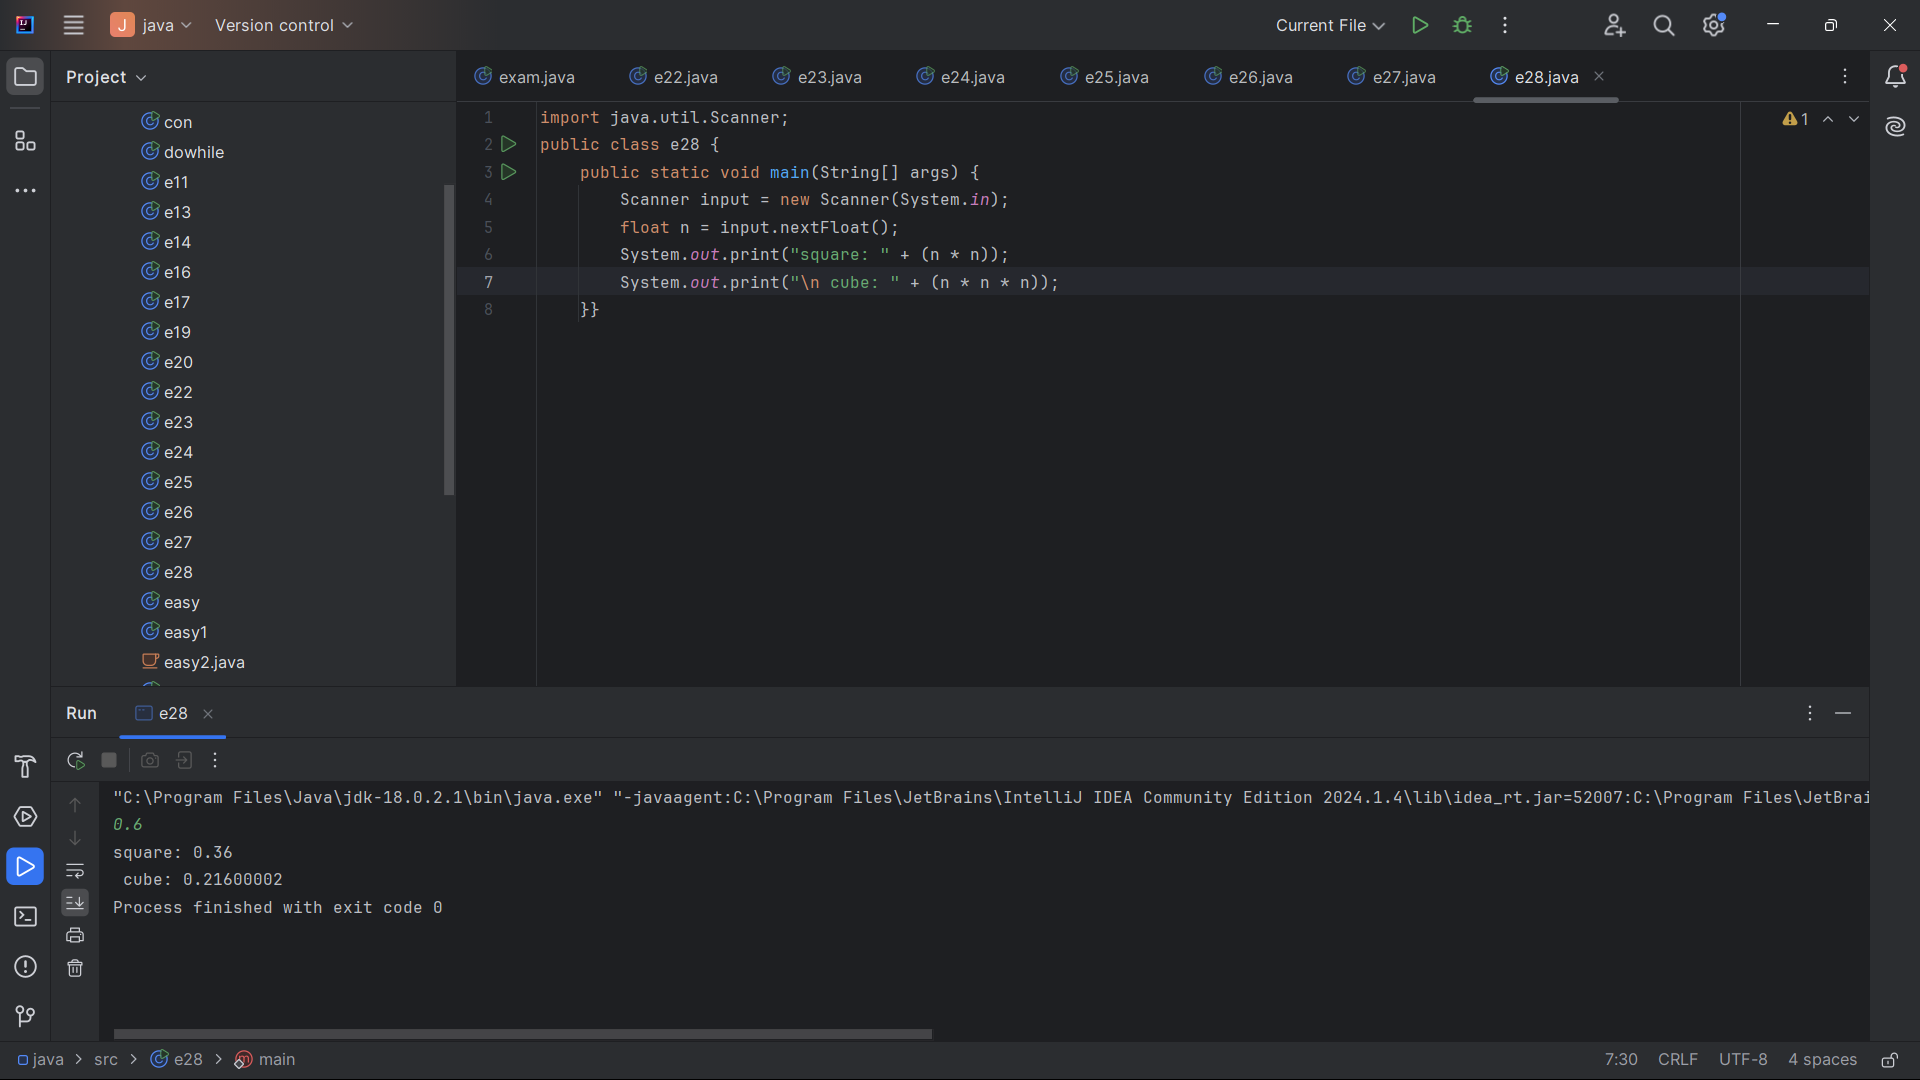 J java Version control Current File
Project
exam.java e22.java e23.java e24.java e25.java e26.java e27.java e28.java
con
dowhile
e11
e13
e14
e16
e17
e19
e20
e22
e23
e24
e25
e26
e27
e28
easy
easy1
easy2.java
1 import java.util.Scanner;
2 public class e28 {
3 public static void main(String[] args) {
4 Scanner input = new Scanner(System.in);
5 float n = input.nextFloat();
6 System.out.print("square: " + (n * n));
7 System.out.print("\n cube: " + (n * n * n));
8 }}
1
Run e28
"C:\Program Files\Java\jdk-18.0.2.1\bin\java.exe" "-javaagent:C:\Program Files\JetBrains\IntelliJ IDEA Community Edition 2024.1.4\lib\idea_rt.jar=52007:C:\Program Files\JetBrai
0.6
square: 0.36
cube: 0.21600002
Process finished with exit code 0
java > src > e28 > main
7:30 CRLF UTF-8 4 spaces